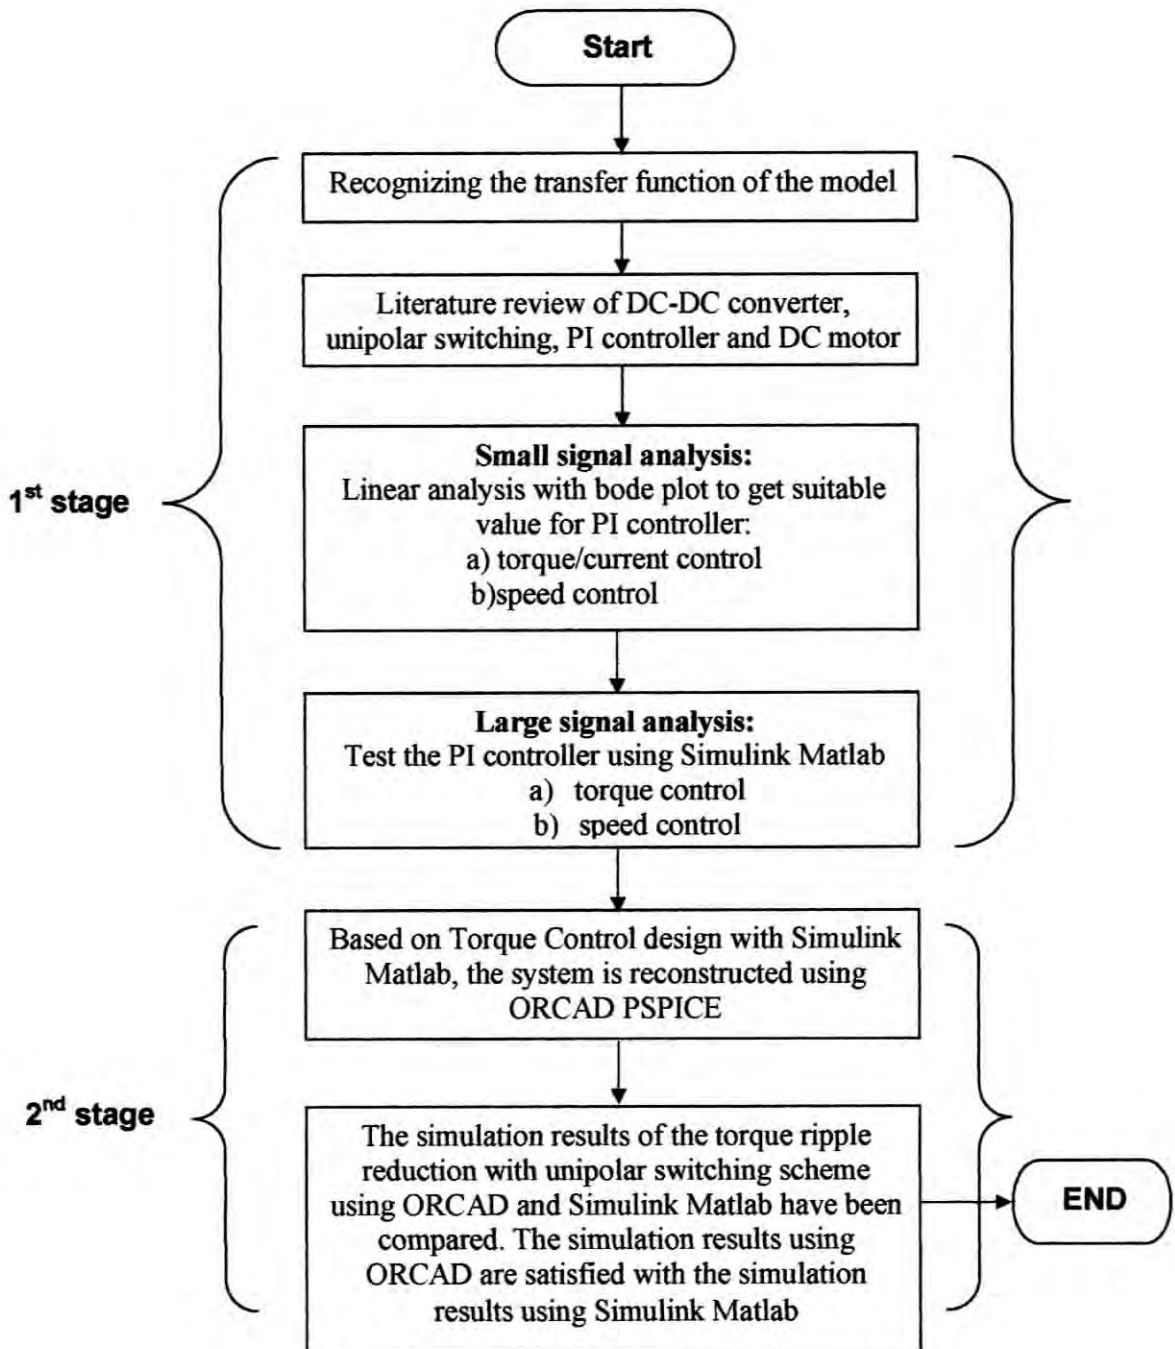 Start
Recognizing the transfer function of the model
Literature review of DC-DC converter,
unipolar switching, PI controller and DC motor
Small signal analysis:
Linear analysis with bode plot to get suitable
value for PI controller:
a) torque/current control
b)speed control
1st stage
Large signal analysis:
Test the PI controller using Simulink Matlab
a) torque control
b) speed control
Based on Torque Control design with Simulink
Matlab, the system is reconstructed using
ORCAD PSPICE
2nd stage
The simulation results of the torque ripple
reduction with unipolar switching scheme
using ORCAD and Simulink Matlab have been
compared. The simulation results using
ORCAD are satisfied with the simulation
results using Simulink Matlab
END